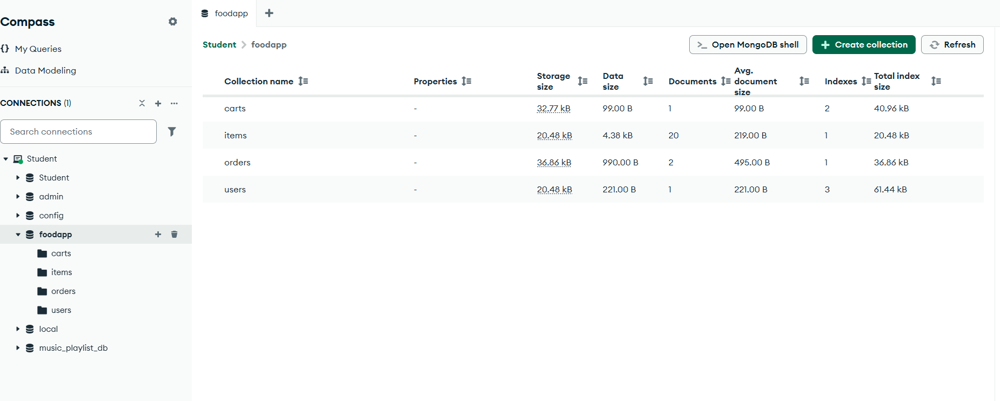 Compass
My Queries
Data Modeling
CONNECTIONS (1)
Search connections
Student
Student
admin
config
foodapp
carts
items
orders
users
local
music_playlist_db
foodapp
Student foodapp
Open MongoDB shell Create collection Refresh
Collection name Properties Storage size Data size Documents Avg. document size Indexes Total index size
carts - 32.77 kB 99.00 B 1 99.00 B 2 40.96 kB
items - 20.48 kB 4.38 kB 20 219.00 B 1 20.48 kB
orders - 36.86 kB 990.00 B 2 495.00 B 1 36.86 kB
users - 20.48 kB 221.00 B 1 221.00 B 3 61.44 kB